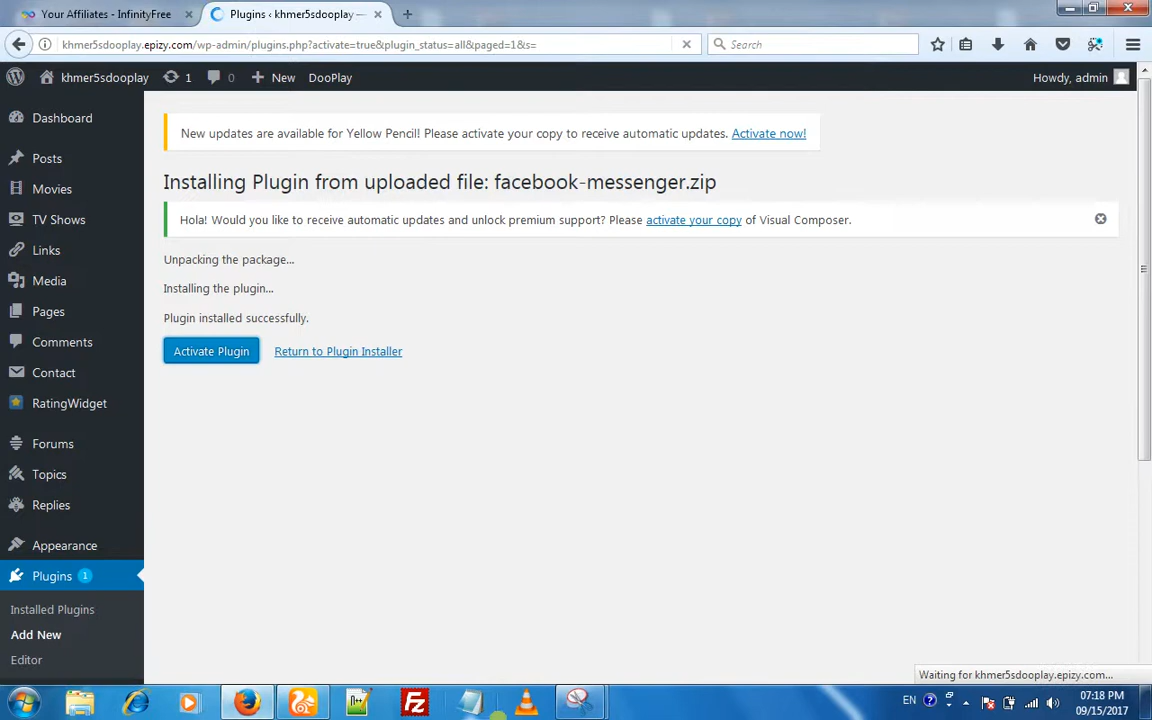 Your Affiliates - InfinityFree
Plugins ‹ khmer5sdooplay —
khmer5sdooplay.epizy.com/wp-admin/plugins.php?activate=true&plugin_status=all&paged=1&s=
Search
khmer5sdooplay
1
0
New
DooPlay
Howdy, admin
Dashboard
Posts
Movies
TV Shows
Links
Media
Pages
Comments
Contact
RatingWidget
Forums
Topics
Replies
Appearance
Plugins 1
Installed Plugins
Add New
Editor
New updates are available for Yellow Pencil! Please activate your copy to receive automatic updates. Activate now!
Installing Plugin from uploaded file: facebook-messenger.zip
Hola! Would you like to receive automatic updates and unlock premium support? Please activate your copy of Visual Composer.
Unpacking the package...
Installing the plugin...
Plugin installed successfully.
Activate Plugin
Return to Plugin Installer
Waiting for khmer5sdooplay.epizy.com...
EN
07:18 PM
09/15/2017